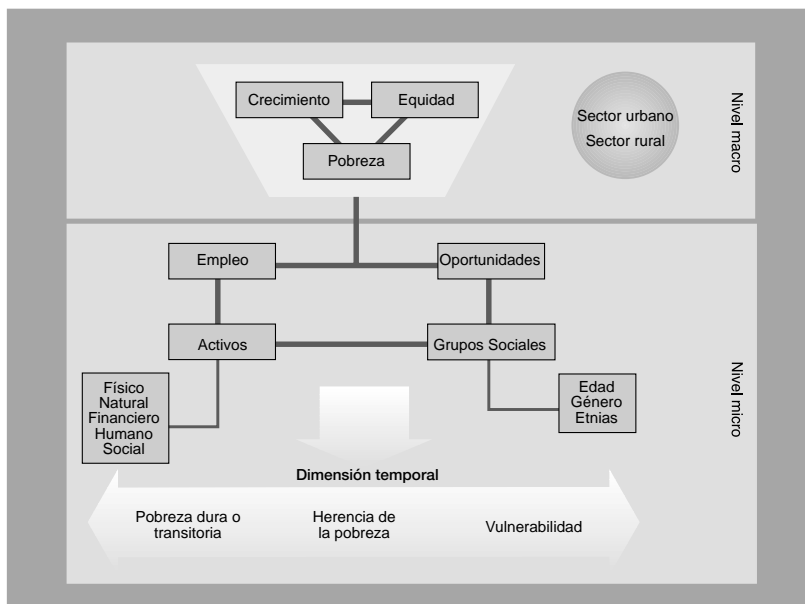 Crecimiento
Equidad
Pobreza
Sector urbano
Sector rural
Nivel macro
Empleo
Oportunidades
Activos
Grupos Sociales
Físico
Natural
Financiero
Humano
Social
Edad
Género
Etnias
Nivel micro
Dimensión temporal
Pobreza dura o
transitoria
Herencia de
la pobreza
Vulnerabilidad